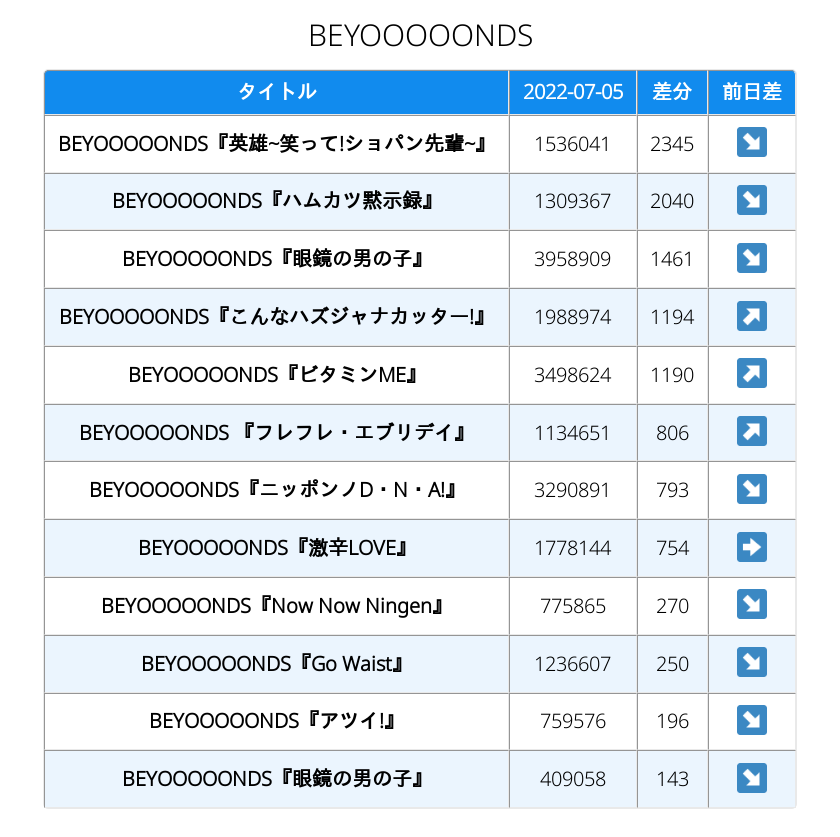 BEYOOOOONDS
タイトル 2022-07-05 差分 前日差
BEYOOOOONDS『英雄~笑って!ショパン先輩~』 1536041 2345 ↘
BEYOOOOONDS『ハムカツ黙示録』 1309367 2040 ↘
BEYOOOOONDS『眼鏡の男の子』 3958909 1461 ↘
BEYOOOOONDS『こんなハズジャナカッター!』 1988974 1194 ↗
BEYOOOOONDS『ビタミンME』 3498624 1190 ↗
BEYOOOOONDS 『フレフレ・エブリデイ』 1134651 806 ↗
BEYOOOOONDS『ニッポンノD・N・A!』 3290891 793 ↘
BEYOOOOONDS『激辛LOVE』 1778144 754 ➡
BEYOOOOONDS『Now Now Ningen』 775865 270 ↘
BEYOOOOONDS『Go Waist』 1236607 250 ↘
BEYOOOOONDS『アツイ!』 759576 196 ↘
BEYOOOOONDS『眼鏡の男の子』 409058 143 ↘